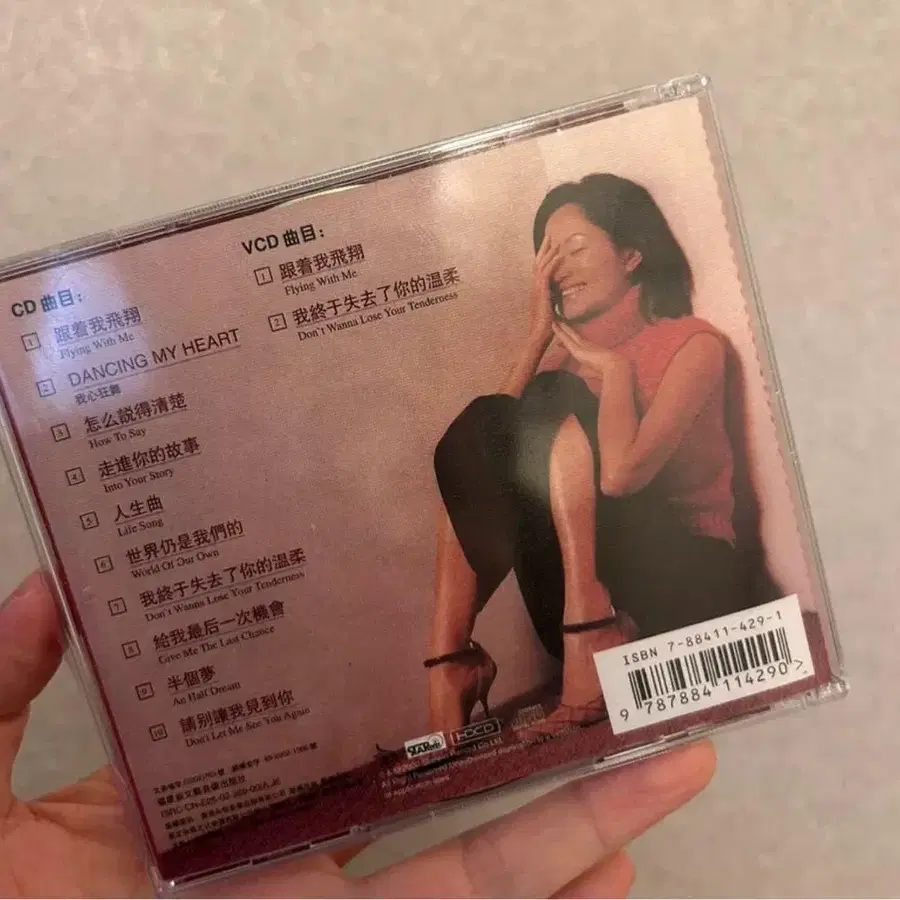 CD 曲目：
1 跟着我飛翔
Flying With Me
2 DANCING MY HEART
我心狂舞
3 怎么説得清楚
How To Say
4 走進你的故事
Into Your Story
5 人生曲
Life Song
6 世界仍是我們的
World Of Our Own
7 我終于失去了你的温柔
Don't Wanna Lose Your Tenderness
8 給我最后一次機會
Give Me The Last Chance
9 半個夢
An Half Dream
10 請别讓我見到你
Don't Let Me See You Again
VCD 曲目：
1 跟着我飛翔
Flying With Me
2 我終于失去了你的温柔
Don't Wanna Lose Your Tenderness
ISBN 7-88411-429-1
9 787884 114290 >
HDCD